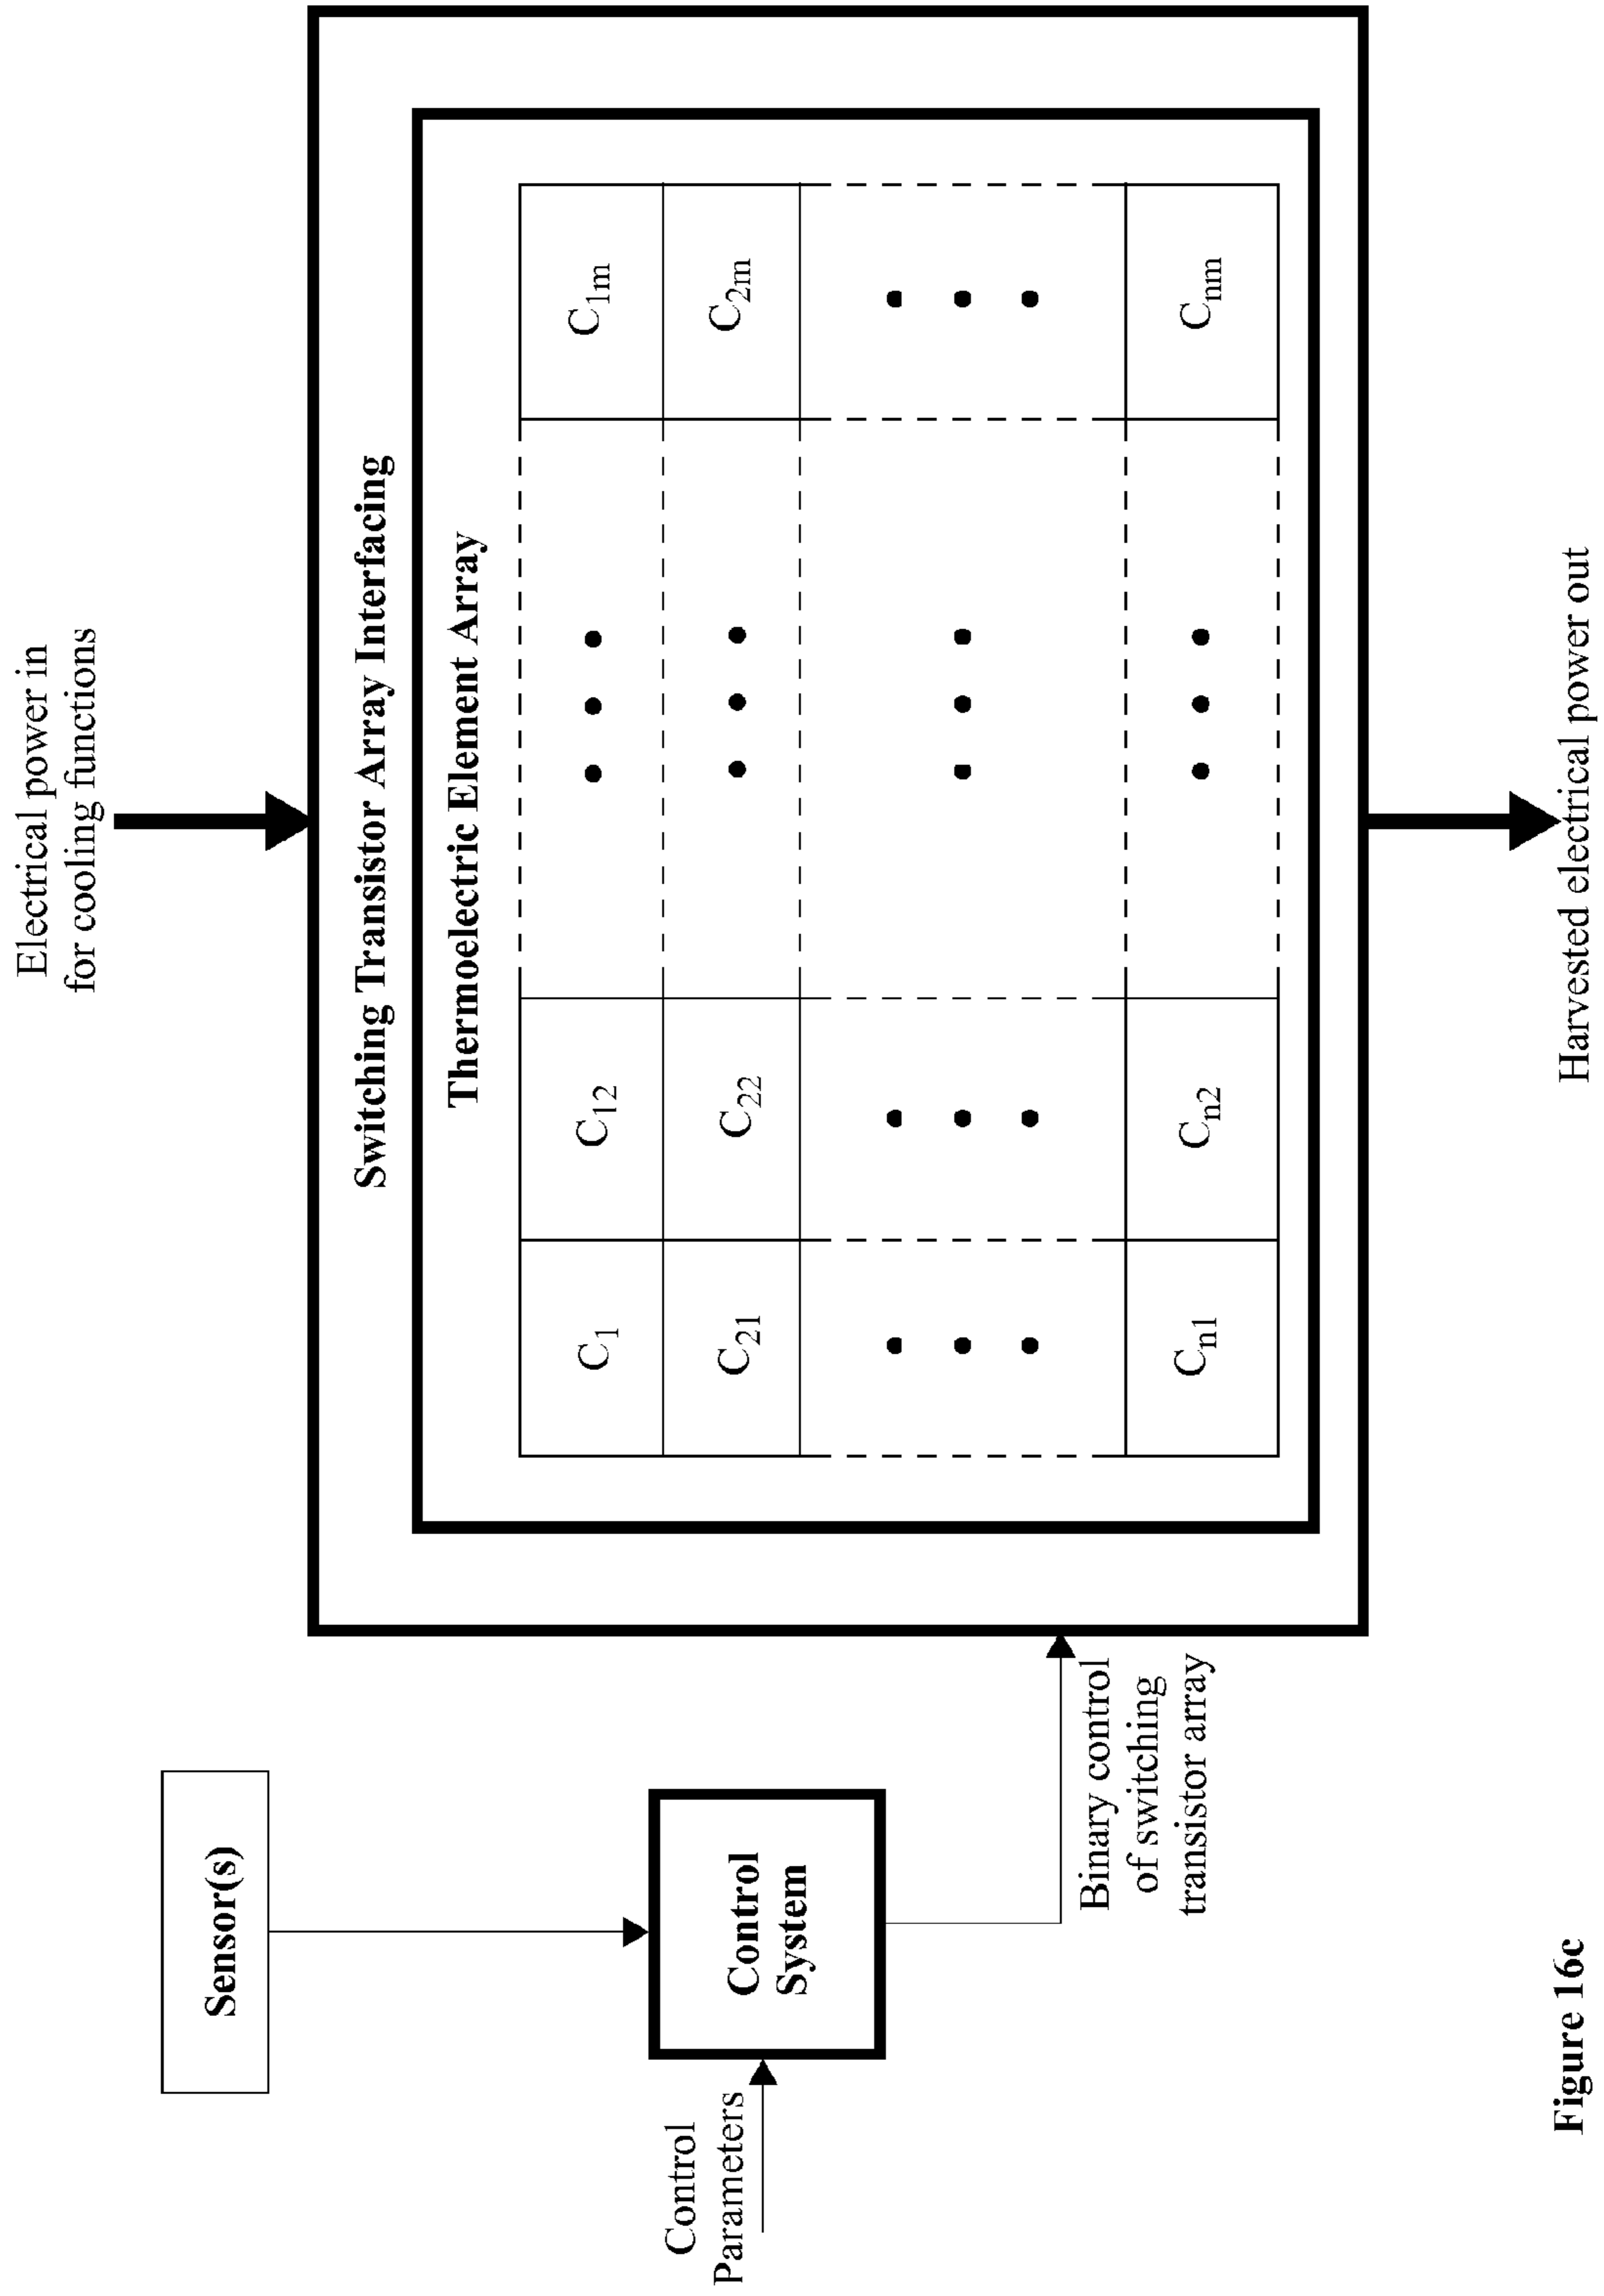 Electrical power in
for cooling functions
Switching Transistor Array Interfacing
Thermoelectric Element Array
C1 C12 C1m
C21 C22 C2m
Cn1 Cn2 Cnm
Sensor(s)
Control
System
Control
Parameters
Binary control
of switching
transistor array
Harvested electrical power out
Figure 16c